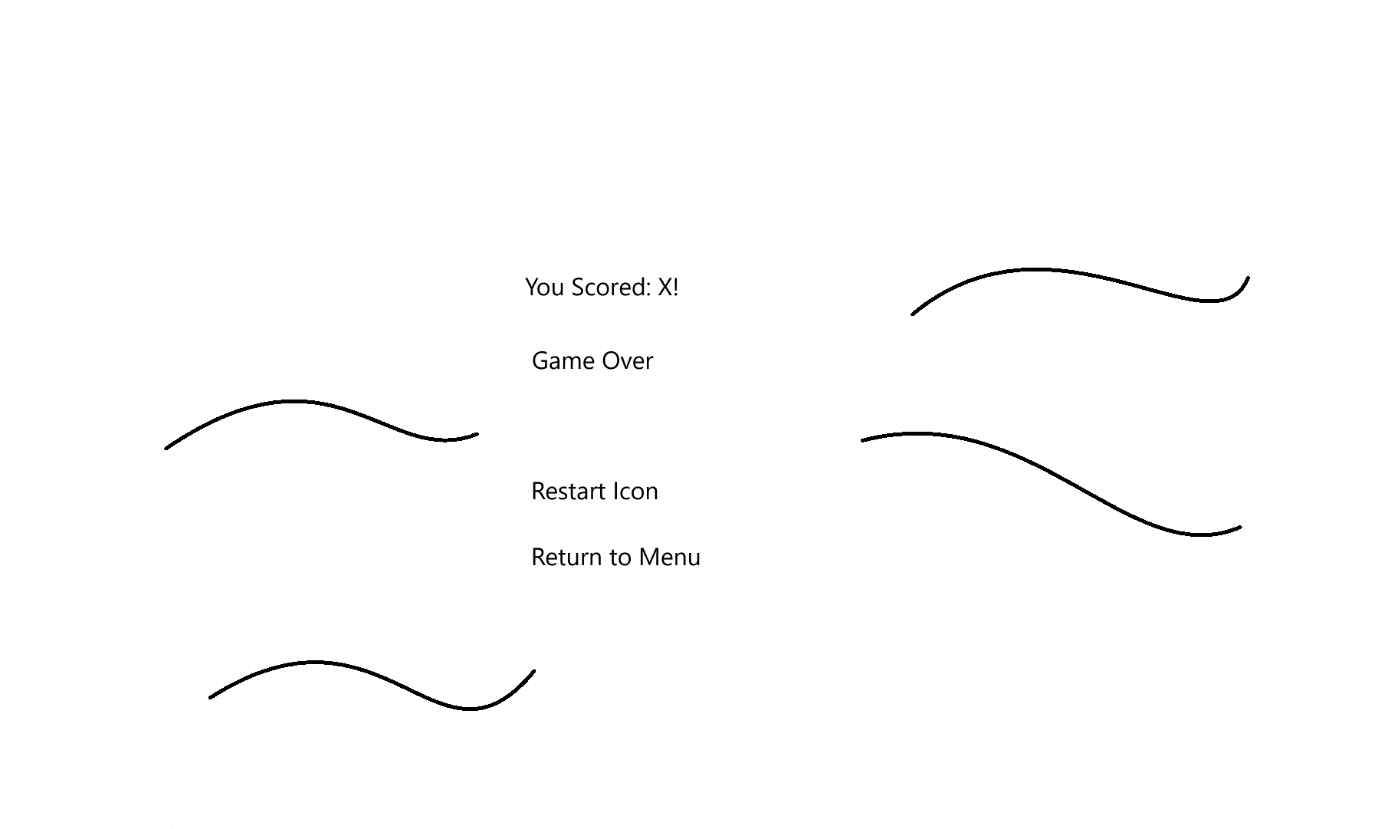 You Scored: X!
Game Over
Restart Icon
Return to Menu